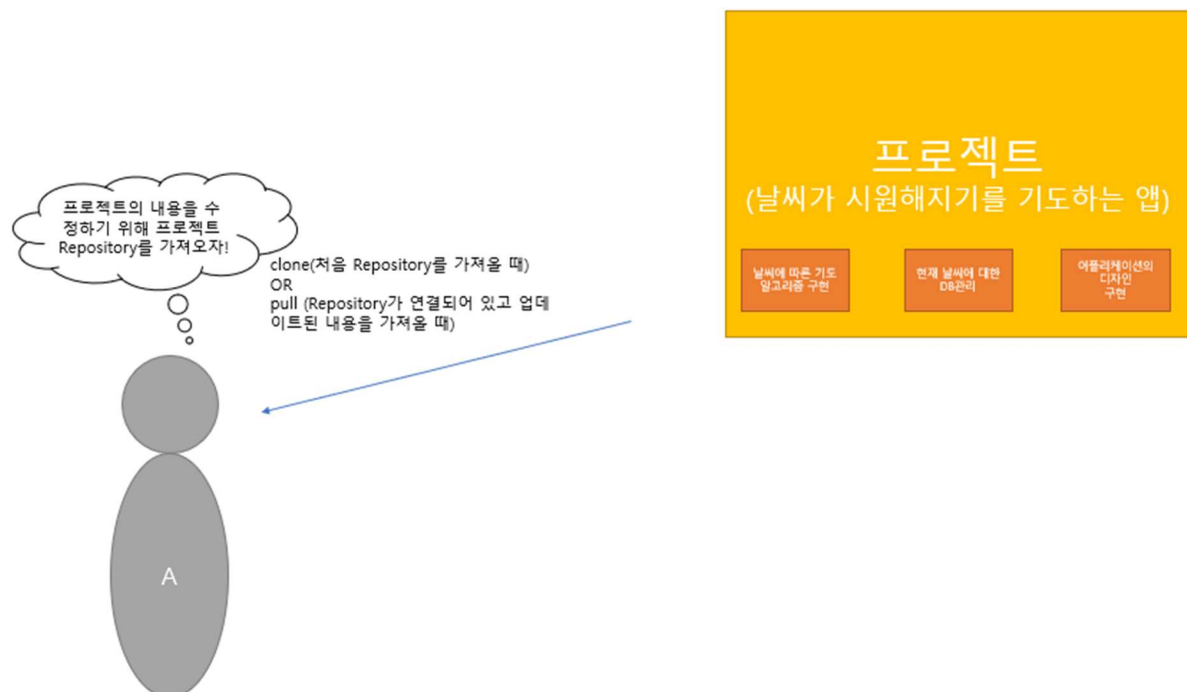 프로젝트
(날씨가 시원해지기를 기도하는 앱)
날씨에 따른 기도
알고리즘 구현
현재 날씨에 대한
DB관리
어플리케이션의
디자인
구현
프로젝트의 내용을 수
정하기 위해 프로젝트
Repository를 가져오자!
clone(처음 Repository를 가져올 때)
OR
pull (Repository가 연결되어 있고 업데
이트된 내용을 가져올 때)
A